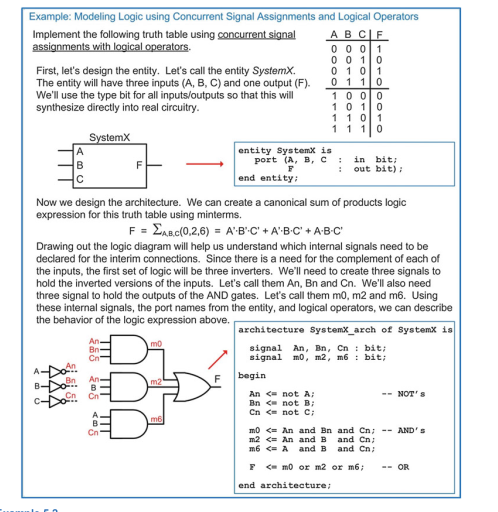 Example: Modeling Logic using Concurrent Signal Assignments and Logical Operators
Implement the following truth table using concurrent signal
assignments with logical operators.
A B C F
0 0 0 1
0 0 1 0
0 1 0 1
0 1 1 0
1 0 0 0
1 0 1 0
1 1 0 1
1 1 1 0
First, let's design the entity. Let's call the entity SystemX.
The entity will have three inputs (A, B, C) and one output (F).
We'll use the type bit for all inputs/outputs so that this will
synthesize directly into real circuitry.
SystemX
A
B
C
F
entity SystemX is
port (A, B, C : in bit;
F : out bit);
end entity;
Now we design the architecture. We can create a canonical sum of products logic
expression for this truth table using minterms.
F = ΣA,B,C(0,2,6) = A'·B'·C' + A'·B·C' + A·B·C'
Drawing out the logic diagram will help us understand which internal signals need to be
declared for the interim connections. Since there is a need for the complement of each of
the inputs, the first set of logic will be three inverters. We'll need to create three signals to
hold the inverted versions of the inputs. Let's call them An, Bn and Cn. We'll also need
three signal to hold the outputs of the AND gates. Let's call them m0, m2 and m6. Using
these internal signals, the port names from the entity, and logical operators, we can describe
the behavior of the logic expression above.
A
B
C
An
Bn
Cn
An
Bn
Cn
m0
An
B
Cn
m2
A
B
Cn
m6
F
architecture SystemX_arch of SystemX is
signal An, Bn, Cn : bit;
signal m0, m2, m6 : bit;
begin
An <= not A; -- NOT's
Bn <= not B;
Cn <= not C;
m0 <= An and Bn and Cn; -- AND's
m2 <= An and B and Cn;
m6 <= A and B and Cn;
F <= m0 or m2 or m6; -- OR
end architecture;